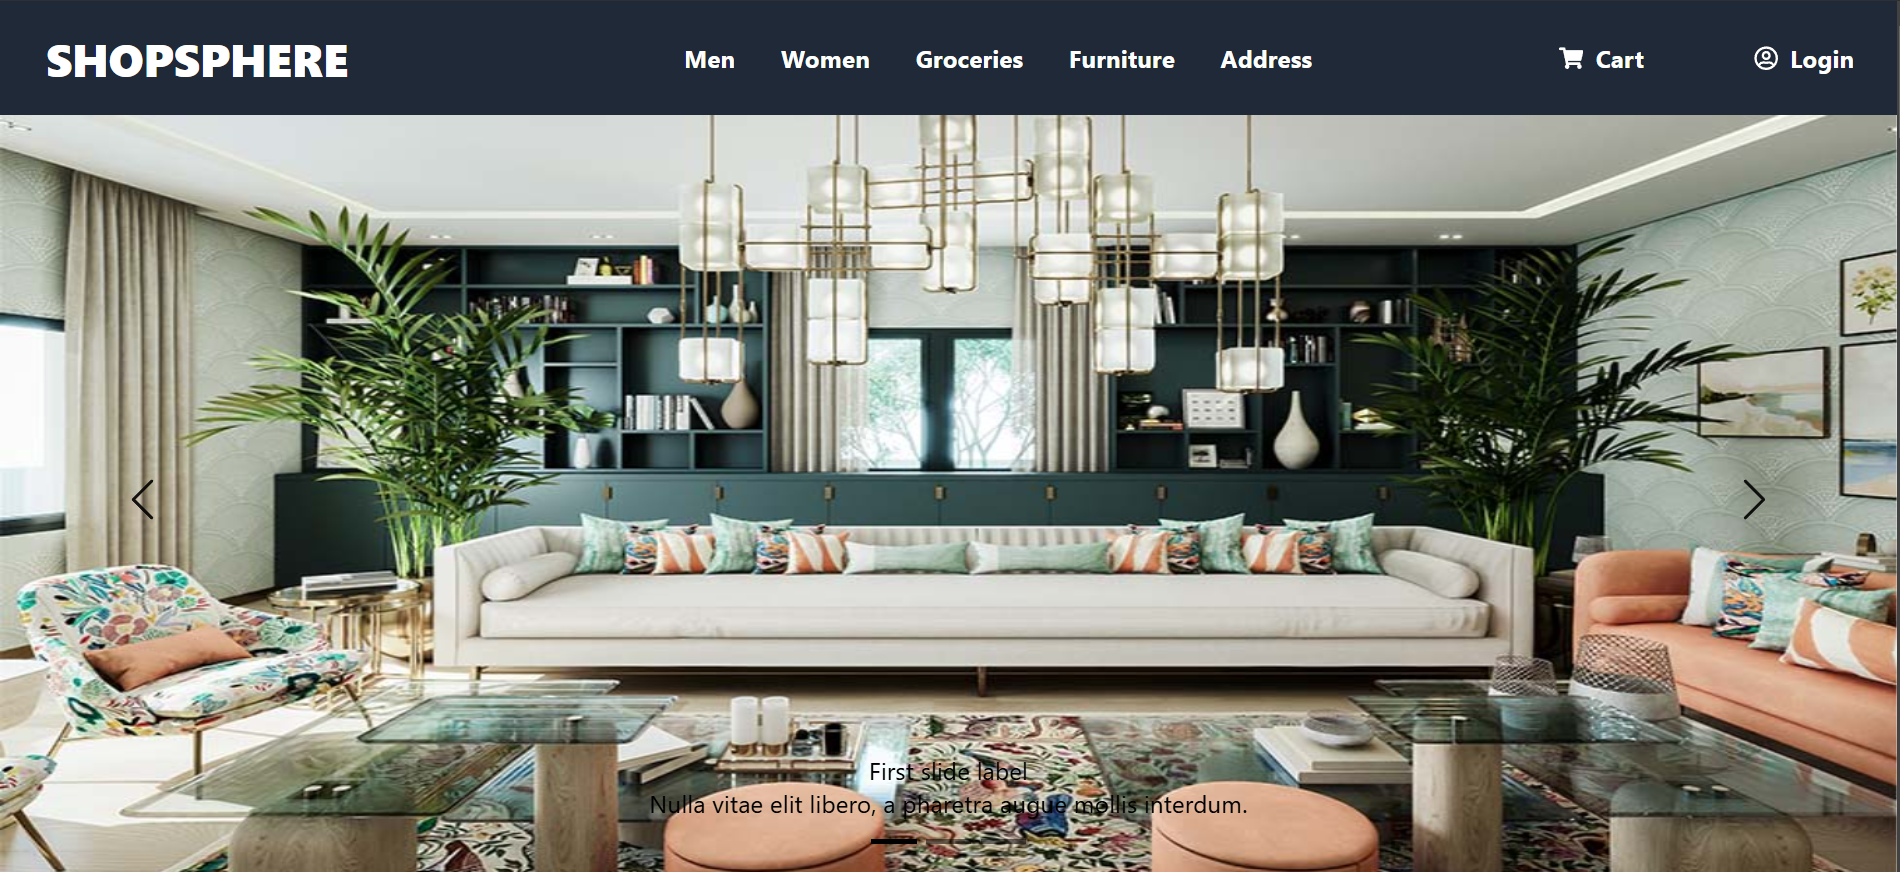 SHOPSPHERE
Men Women Groceries Furniture Address
Cart
Login
First slide label
Nulla vitae elit libero, a pharetra augue mollis interdum.